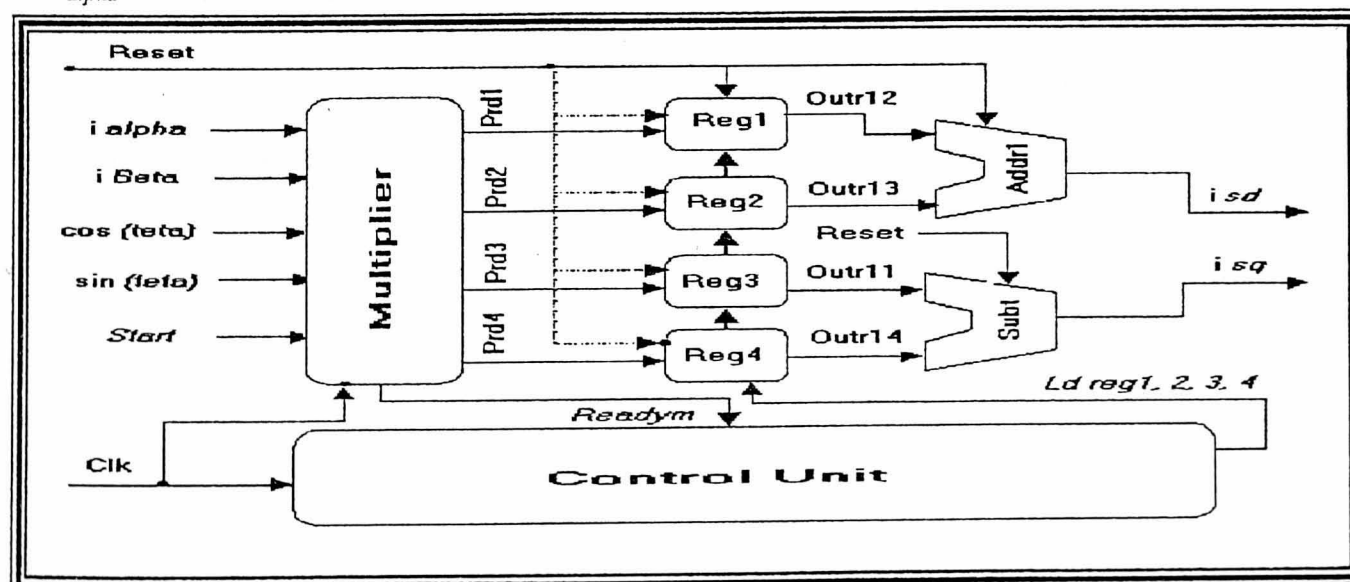 Reset
i alpha
i Beta
cos (teta)
sin (teta)
Start
Multiplier
Prd1
Prd2
Prd3
Prd4
Reg1
Reg2
Reg3
Reg4
Outr12
Outr13
Reset
Outr11
Outr14
Addr1
Subt
i sd
i sq
Ld reg1, 2, 3, 4
Readym
Clk
Control Unit